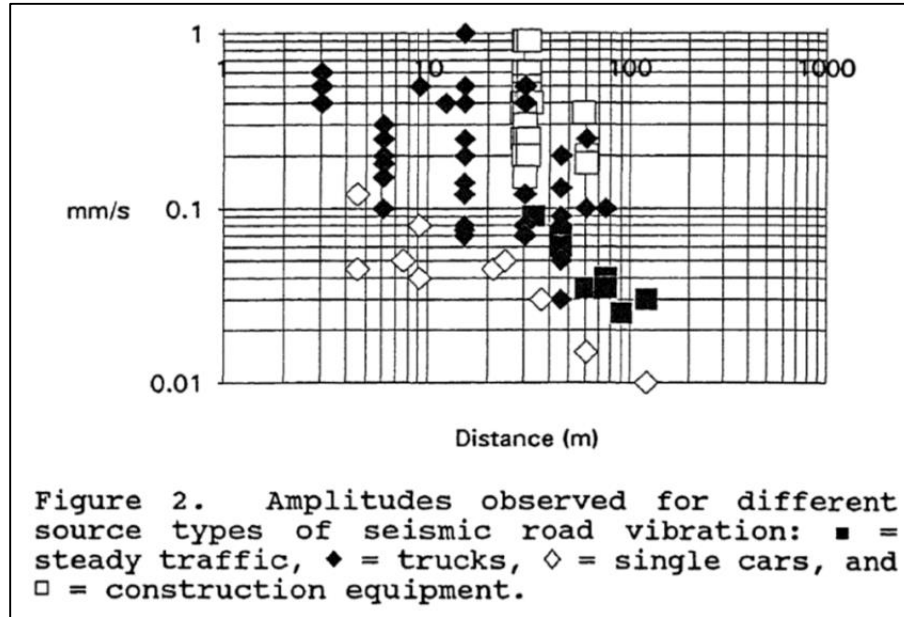 1
1 10 100 1000
mm/s 0.1
0.01
Distance (m)
Figure 2. Amplitudes observed for different
source types of seismic road vibration: ■ =
steady traffic, ◆ = trucks, ◇ = single cars, and
□ = construction equipment.